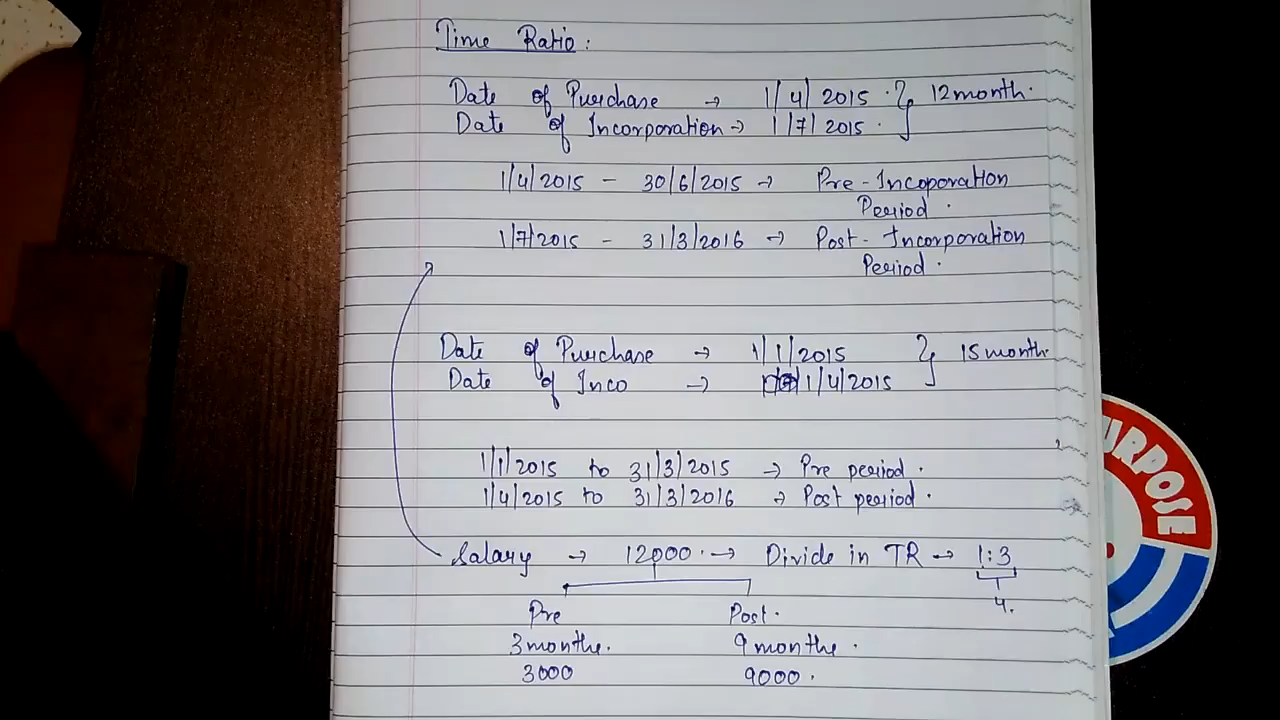 Time Ratio:
Date of Purchase → 1/4/2015 . } 12month.
Date of Incorporation → 1/7/2015 .
1/4/2015 - 30/6/2015 → Pre-Incoporation
Period .
1/7/2015 - 31/3/2016 → Post-Incorporation
Period .
Date of Purchase → 1/1/2015 } 15month.
Date of Inco → 1/4/2015
1/1/2015 to 31/3/2015 → Pre period .
1/4/2015 to 31/3/2016 → Post period .
Salary → 12000. → Divide in TR → 1:3
4.
Pre Post.
3months. 9months .
3000 9000 .
URPOSE